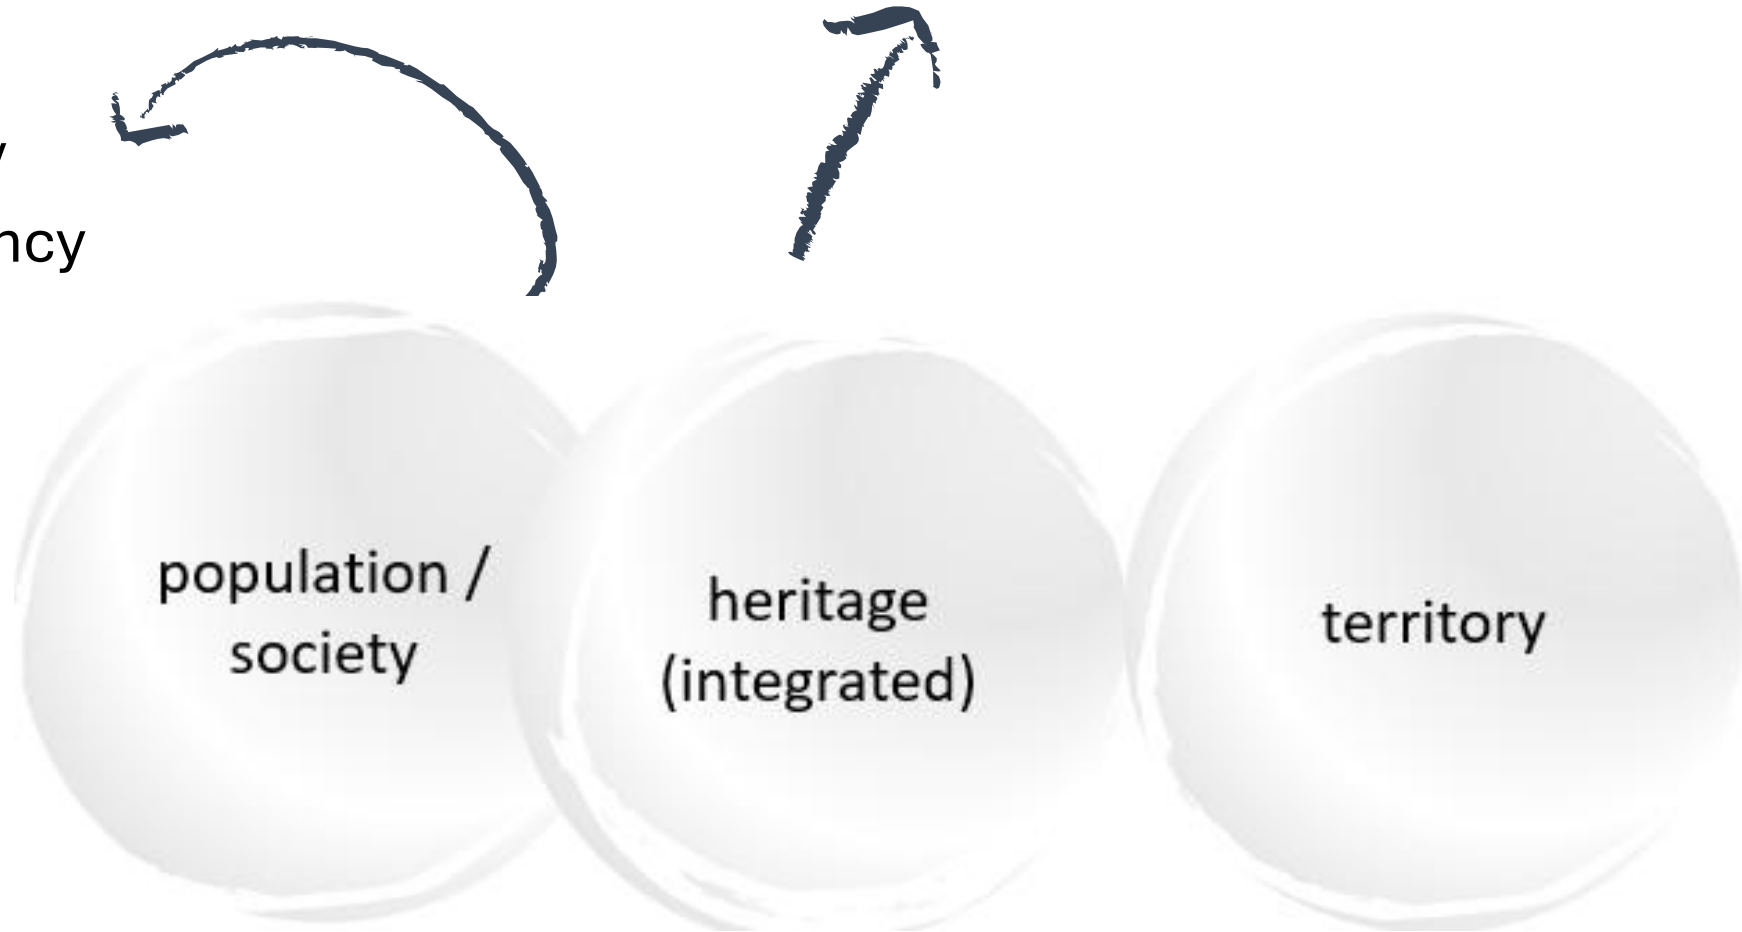 population /
society
heritage
(integrated)
territory